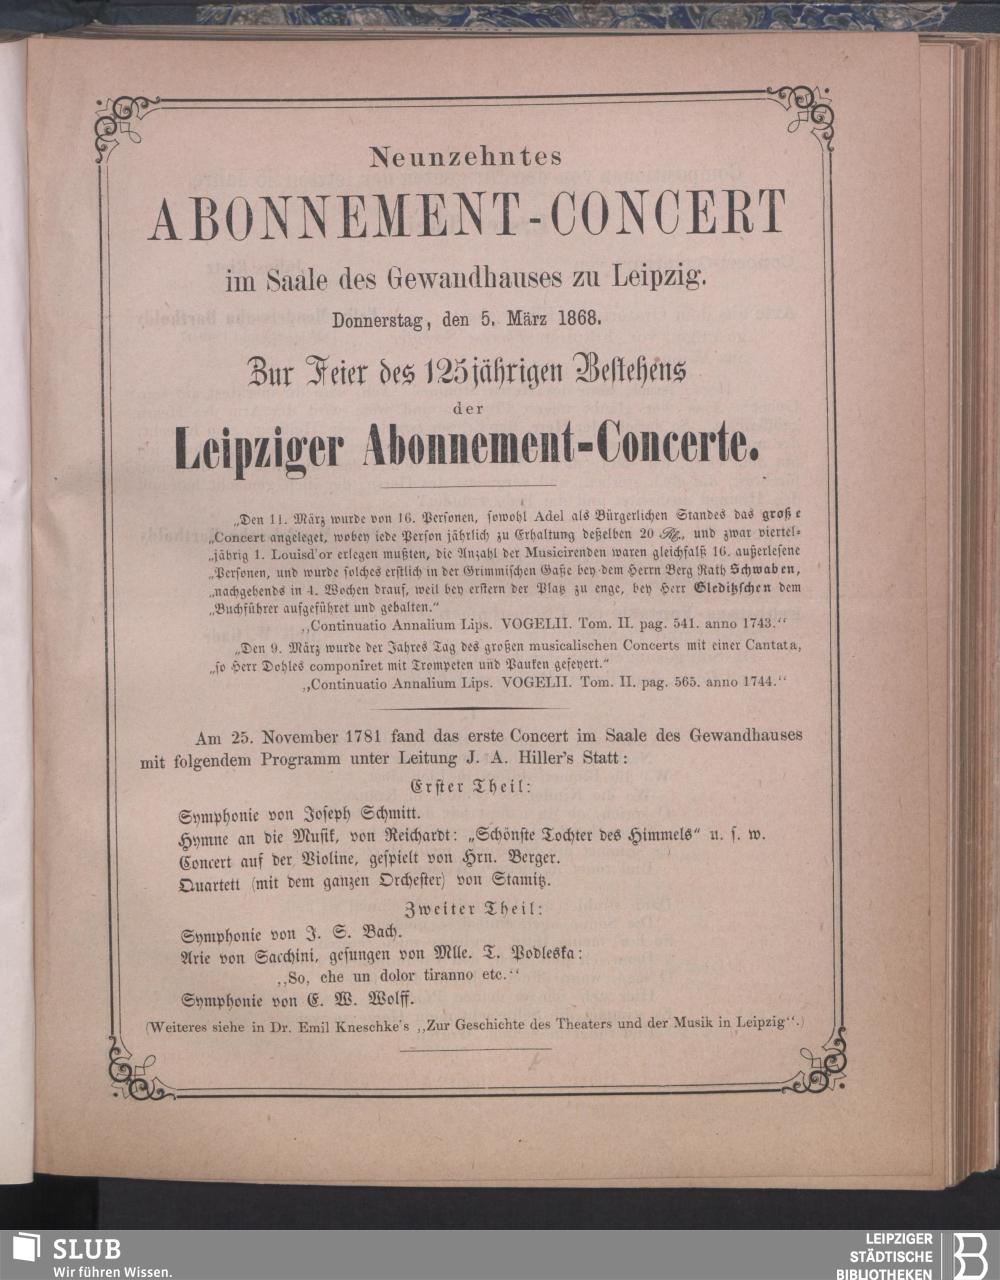 Neunzehntes
ABONNEMENT-CONCERT
im Saale des Gewandhauses zu Leipzig.
Donnerstag, den 5. März 1868.
Zur Feier des 125jährigen Bestehens
der
Leipziger Abonnement-Concerte.
„Den 11. März wurde von 16. Personen, sowohl Adel als Bürgerlichen Standes das große
„Concert angeleget, wobey iede Person jährlich zu Erhaltung deßelben 20 Rg., und zwar viertel-
„jährig 1. Louisd'or erlegen mußten, die Anzahl der Musicirenden waren gleichfalß 16. außerlesene
„Personen, und wurde solches erstlich in der Grimmischen Gaße bey dem Herrn Berg Rath Schwaben,
„nachgehends in 4. Wochen drauf, weil bey erstern der Platz zu enge, bey Herr Gleditzschen dem
„Buchführer aufgeführet und gehalten.“
„Continuatio Annalium Lips. VOGELII. Tom. II. pag. 541. anno 1743.“
„Den 9. März wurde der Jahres Tag des großen musicalischen Concerts mit einer Cantata,
„so Herr Dohles componiret mit Trompeten und Pauken gefeyert.“
„Continuatio Annalium Lips. VOGELII. Tom. II. pag. 565. anno 1744.“
Am 25. November 1781 fand das erste Concert im Saale des Gewandhauses
mit folgendem Programm unter Leitung J. A. Hiller's Statt:
Erster Theil:
Symphonie von Joseph Schmitt.
Hymne an die Musik, von Reichardt: „Schönste Tochter des Himmels“ u. s. w.
Concert auf der Violine, gespielt von Hrn. Berger.
Quartett (mit dem ganzen Orchester) von Stamitz.
Zweiter Theil:
Symphonie von J. S. Bach.
Arie von Sacchini, gesungen von Mlle. T. Podleska:
„So, che un dolor tiranno etc.“
Symphonie von E. W. Wolff.
(Weiteres siehe in Dr. Emil Kneschke's „Zur Geschichte des Theaters und der Musik in Leipzig“.)
SLUB
Wir führen Wissen.
LEIPZIGER
STÄDTISCHE
BIBLIOTHEKEN